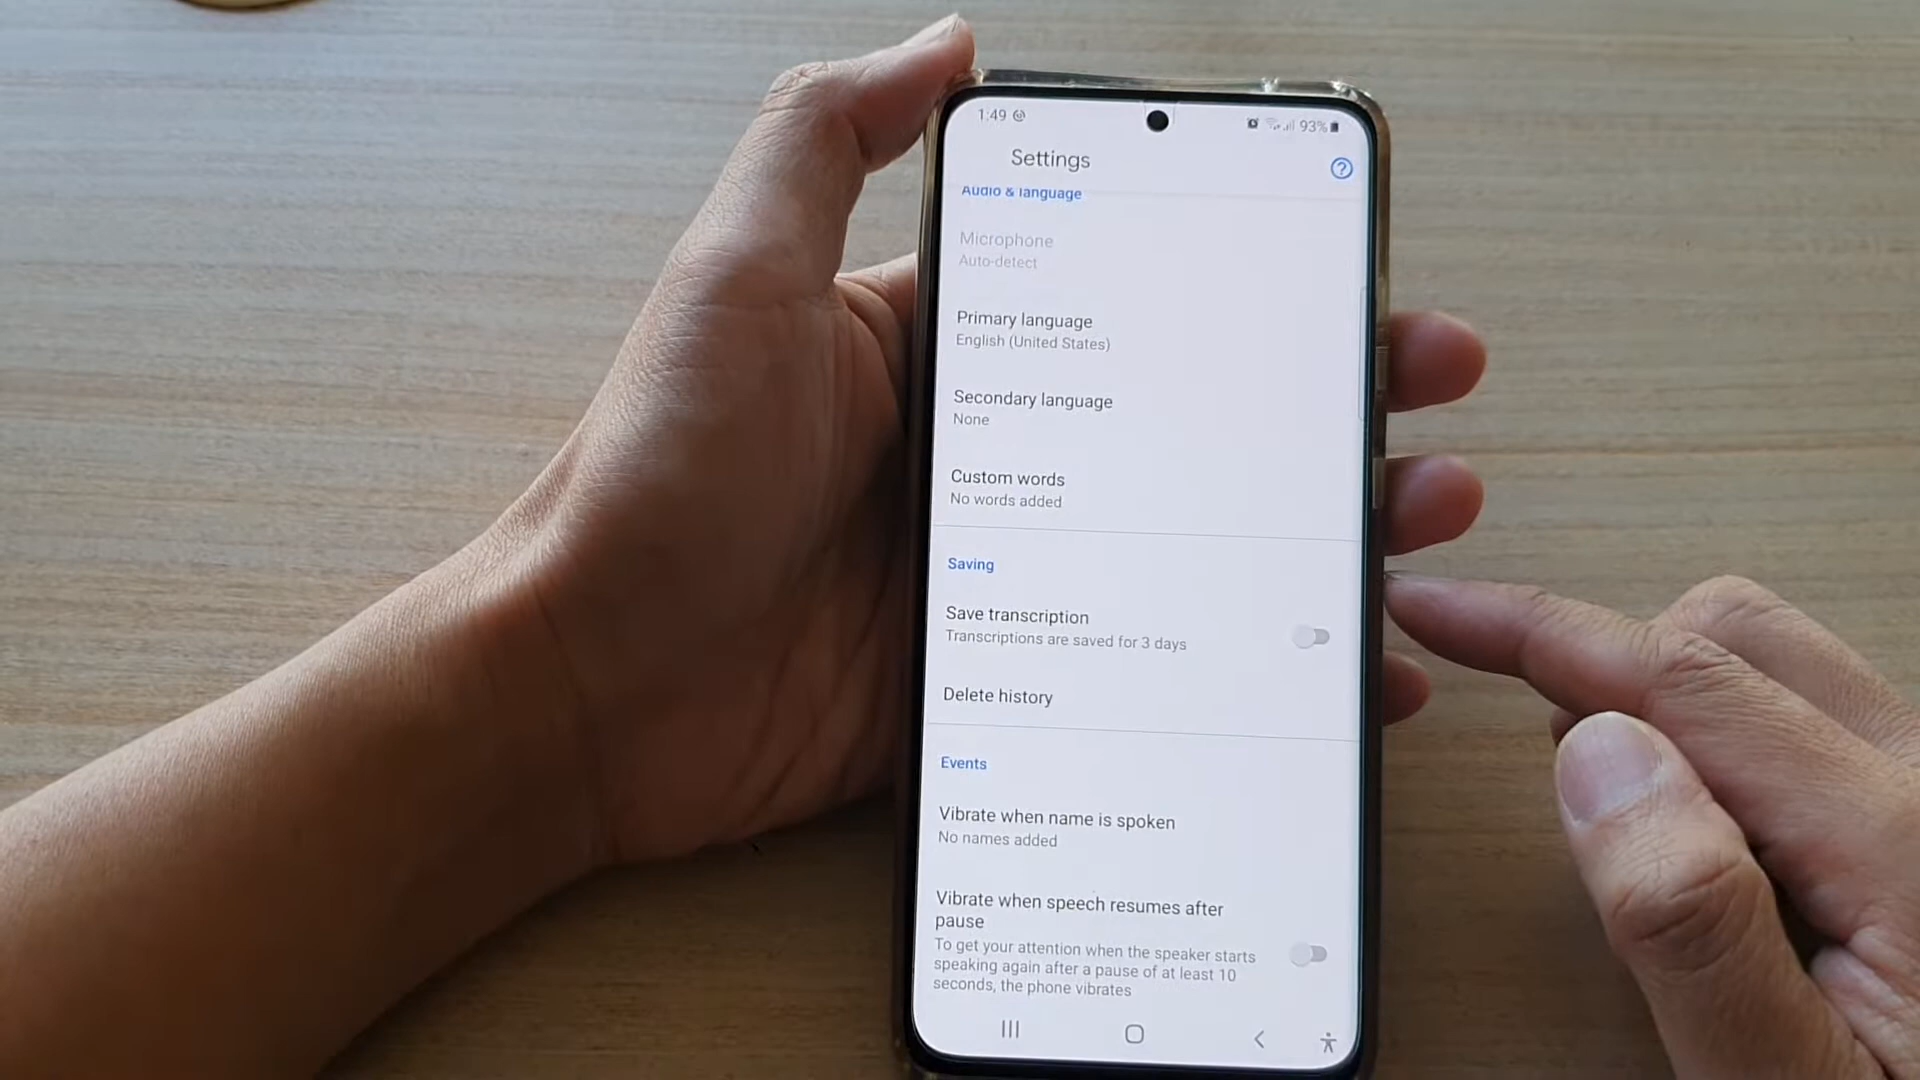 1:49
93%
Settings
Audio & language
Microphone
Auto-detect
Primary language
English (United States)
Secondary language
None
Custom words
No words added
Saving
Save transcription
Transcriptions are saved for 3 days
Delete history
Events
Vibrate when name is spoken
No names added
Vibrate when speech resumes after
pause
To get your attention when the speaker starts
speaking again after a pause of at least 10
seconds, the phone vibrates